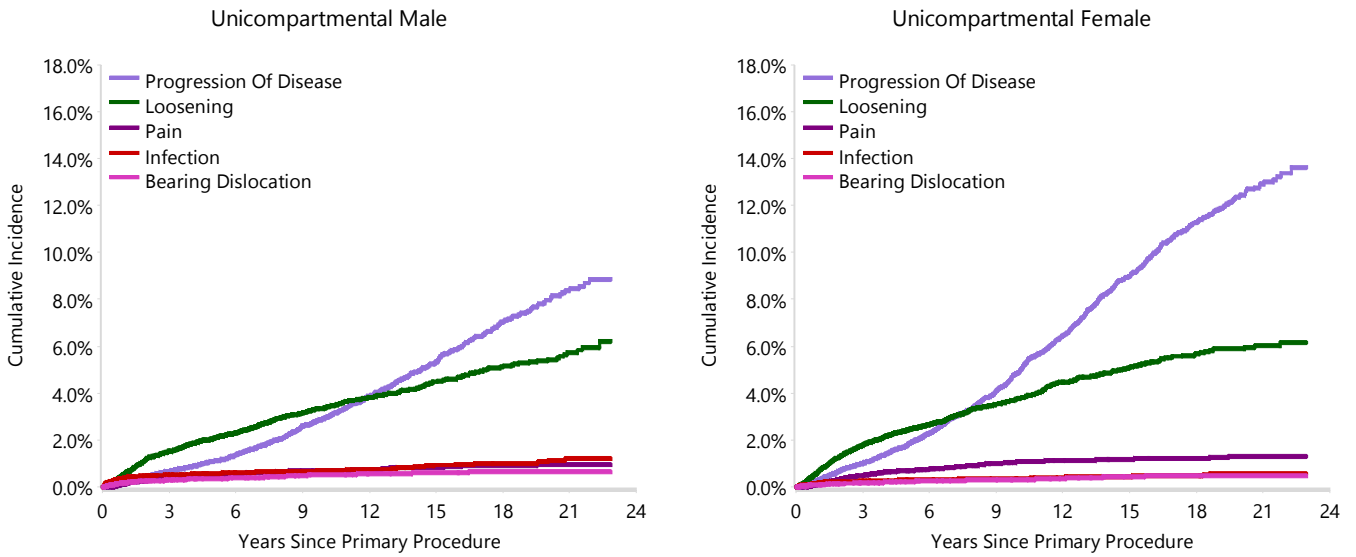 Unicompartmental Male
18.0%
16.0%
14.0%
12.0%
10.0%
8.0%
6.0%
4.0%
2.0%
0.0%
Cumulative Incidence
Progression Of Disease
Loosening
Pain
Infection
Bearing Dislocation
0 3 6 9 12 15 18 21 24
Years Since Primary Procedure
Unicompartmental Female
18.0%
16.0%
14.0%
12.0%
10.0%
8.0%
6.0%
4.0%
2.0%
0.0%
Cumulative Incidence
Progression Of Disease
Loosening
Pain
Infection
Bearing Dislocation
0 3 6 9 12 15 18 21 24
Years Since Primary Procedure